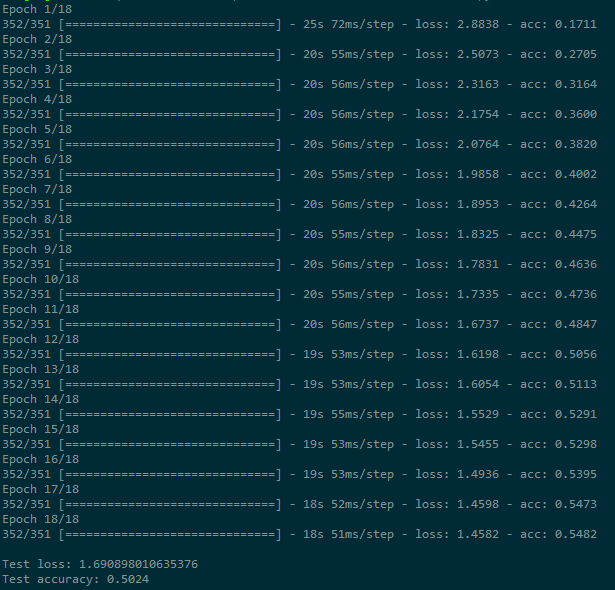 Epoch 1/18
352/351 [==============================] - 25s 72ms/step - loss: 2.8838 - acc: 0.1711
Epoch 2/18
352/351 [==============================] - 20s 55ms/step - loss: 2.5073 - acc: 0.2705
Epoch 3/18
352/351 [==============================] - 20s 56ms/step - loss: 2.3163 - acc: 0.3164
Epoch 4/18
352/351 [==============================] - 20s 56ms/step - loss: 2.1754 - acc: 0.3600
Epoch 5/18
352/351 [==============================] - 20s 56ms/step - loss: 2.0764 - acc: 0.3820
Epoch 6/18
352/351 [==============================] - 20s 55ms/step - loss: 1.9858 - acc: 0.4002
Epoch 7/18
352/351 [==============================] - 20s 56ms/step - loss: 1.8953 - acc: 0.4264
Epoch 8/18
352/351 [==============================] - 20s 55ms/step - loss: 1.8325 - acc: 0.4475
Epoch 9/18
352/351 [==============================] - 20s 56ms/step - loss: 1.7831 - acc: 0.4636
Epoch 10/18
352/351 [==============================] - 20s 55ms/step - loss: 1.7335 - acc: 0.4736
Epoch 11/18
352/351 [==============================] - 20s 56ms/step - loss: 1.6737 - acc: 0.4847
Epoch 12/18
352/351 [==============================] - 19s 53ms/step - loss: 1.6198 - acc: 0.5056
Epoch 13/18
352/351 [==============================] - 19s 53ms/step - loss: 1.6054 - acc: 0.5113
Epoch 14/18
352/351 [==============================] - 19s 55ms/step - loss: 1.5529 - acc: 0.5291
Epoch 15/18
352/351 [==============================] - 19s 53ms/step - loss: 1.5455 - acc: 0.5298
Epoch 16/18
352/351 [==============================] - 19s 53ms/step - loss: 1.4936 - acc: 0.5395
Epoch 17/18
352/351 [==============================] - 18s 52ms/step - loss: 1.4598 - acc: 0.5473
Epoch 18/18
352/351 [==============================] - 18s 51ms/step - loss: 1.4582 - acc: 0.5482
Test loss: 1.690898010635376
Test accuracy: 0.5024